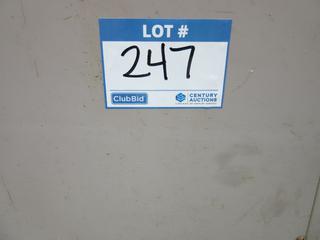 LOT #
247
ClubBid
CENTURY
AUCTIONS